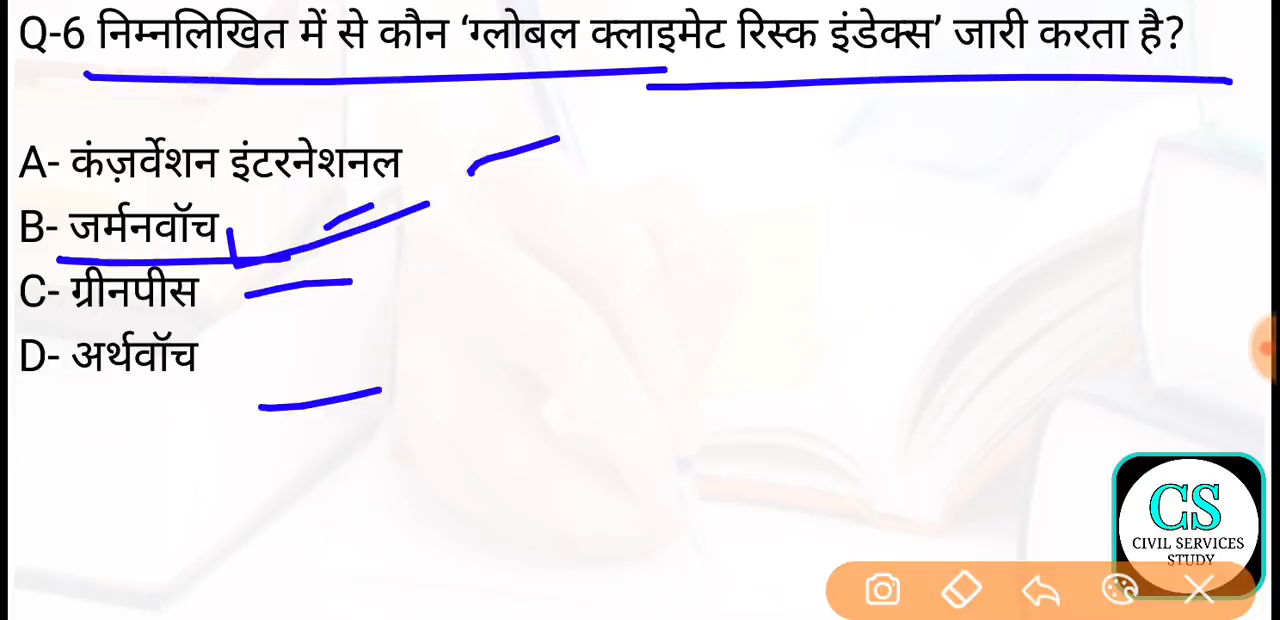 Q-6 निम्नलिखित में से कौन ‘ग्लोबल क्लाइमेट रिस्क इंडेक्स’ जारी करता है?
A- कंज़र्वेशन इंटरनेशनल
B- जर्मनवॉच
C- ग्रीनपीस
D- अर्थवॉच
CS
CIVIL SERVICES
STUDY